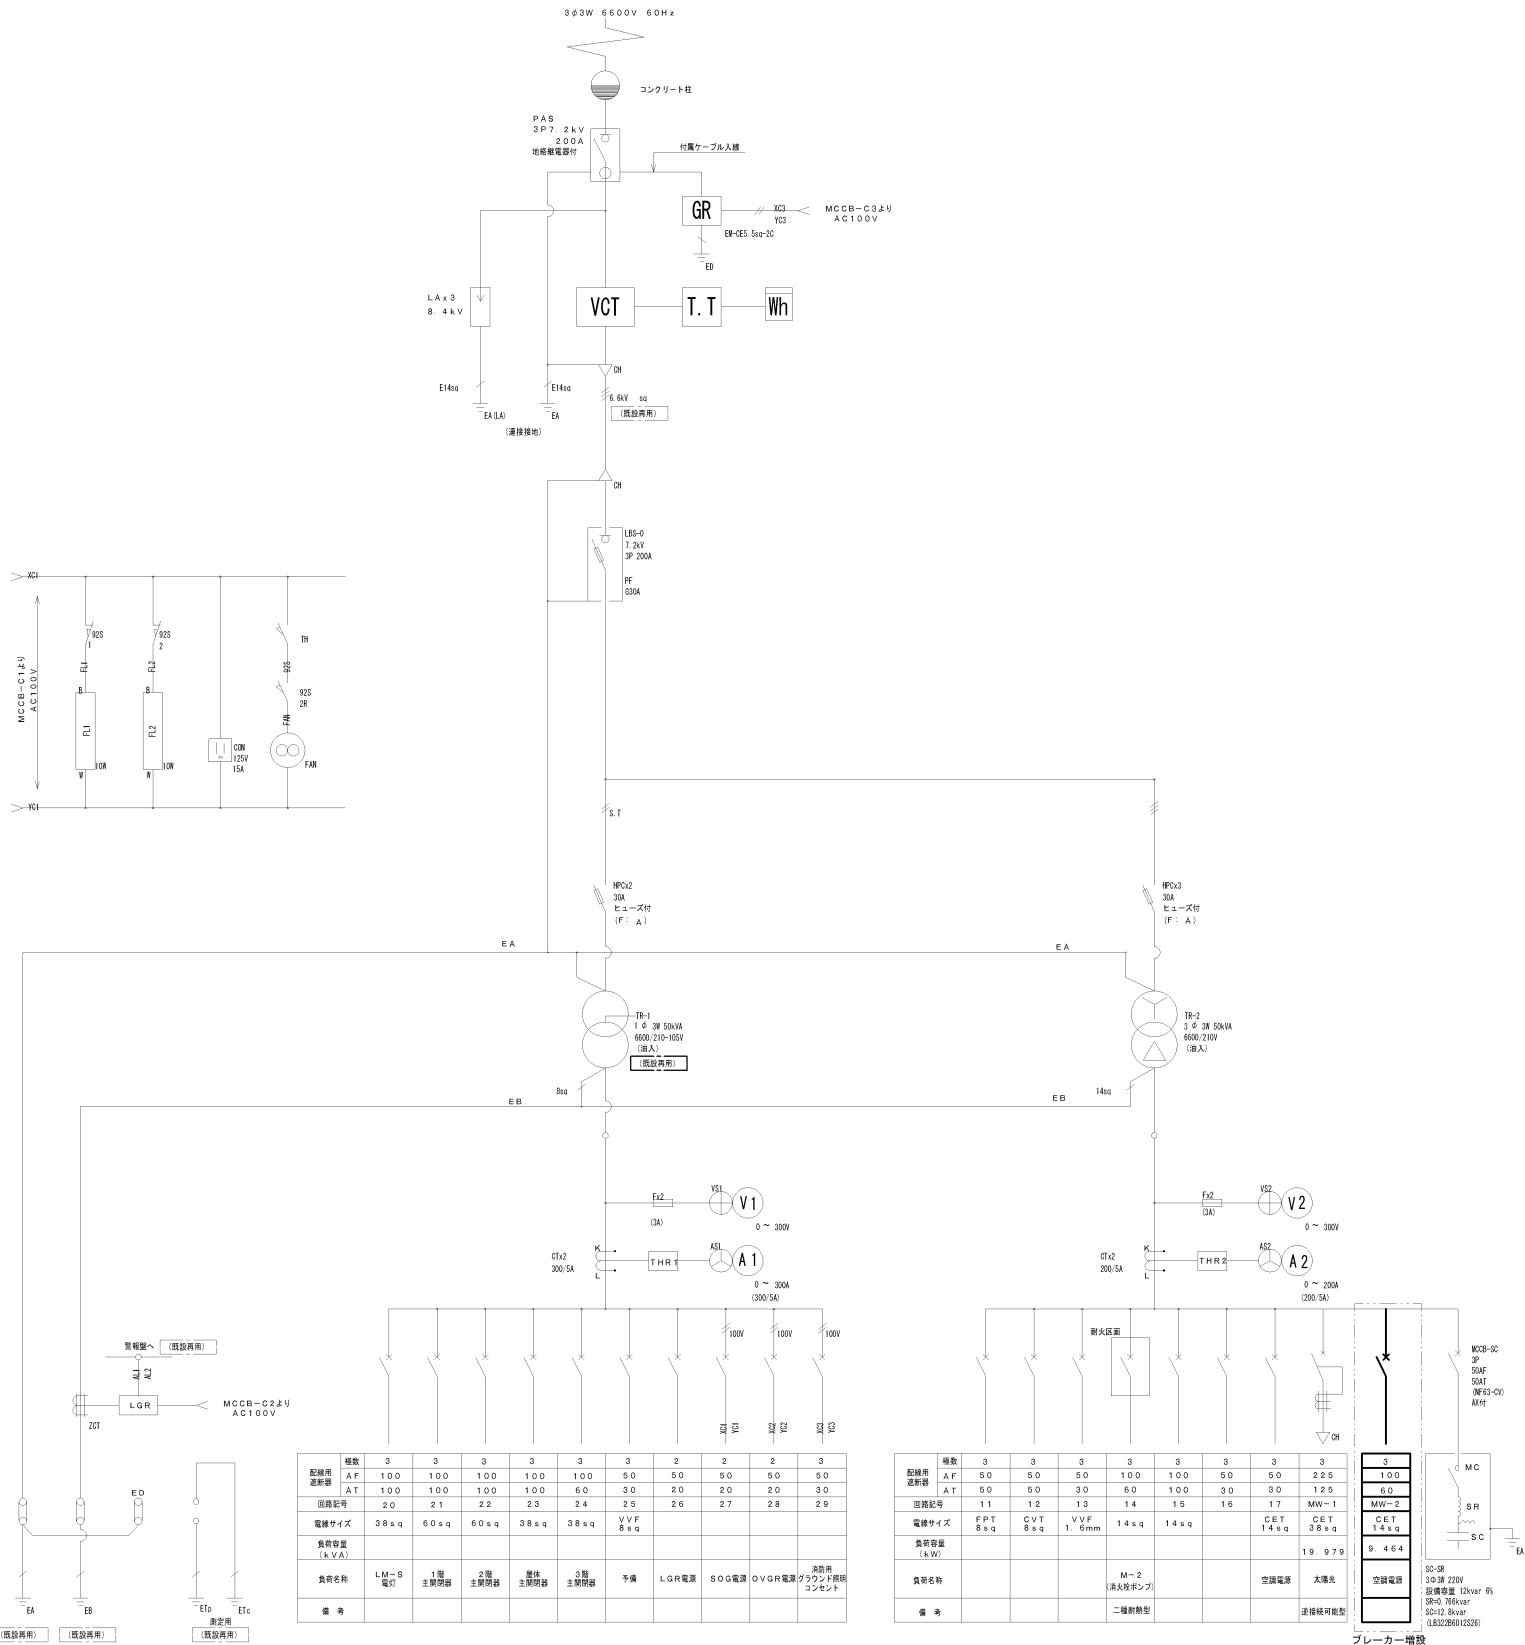 3φ3W 6600V 60Hz
コンクリート柱
PAS
3P7.2kV
200A
地絡継電器付
付属ケーブル入線
GR
XC3
YC3
MCCB-C3より
AC100V
EM-CE5.5sq-2C
ED
LAx3
8.4kV
VCT
T.T
Wh
CH
E14sq
E14sq
6.6kV sq
(既設再用)
EA(LA)
EA
(連接接地)
CH
LBS-0
7.2kV
3P 200A
PF
G30A
XC1
MCCB-C1より
AC100V
92S
1
92S
2
TH
FL1
FL2
92S
92S
2R
B
B
FL1
FL2
FAN
CON
125V
15A
FAN
10W
10W
W
W
YC1
S.T
HPCx2
30A
ヒューズ付
(F: A)
HPCx3
30A
ヒューズ付
(F: A)
EA
EA
TR-1
1φ 3W 50kVA
6600/210-105V
(油入)
(既設再用)
TR-2
3φ 3W 50kVA
6600/210V
(油入)
8sq
14sq
EB
EB
Fx2
(3A)
VS1
V1
0 ~ 300V
CTx2
300/5A
K
L
THR1
AS1
A1
0 ~ 300A
(300/5A)
Fx2
(3A)
VS2
V2
0 ~ 300V
CTx2
200/5A
K
L
THR2
AS2
A2
0 ~ 200A
(200/5A)
警報盤へ (既設再用)
AL1
AL2
LGR
MCCB-C2より
AC100V
ZCT
ED
EA
EB
ETp
ETc
測定用
(既設再用)
(既設再用)
(既設再用)
100V
100V
100V
XC1
YC1
XC2
YC2
XC3
YC3
配線用
遮断器
極数 3 3 3 3 3 3 2 2 2 3
AF 100 100 100 100 100 50 50 50 50 50
AT 100 100 100 100 60 30 20 20 20 30
回路記号 20 21 22 23 24 25 26 27 28 29
電線サイズ 38sq 60sq 60sq 38sq 38sq VVF 8sq
負荷容量
(kVA)
負荷名称 LM-S 電灯 1階 主開閉器 2階 主開閉器 屋体 主開閉器 3階 主開閉器 予備 LGR電源 SOG電源 OVGR電源 消防用 グラウンド照明 コンセント
備 考
耐火区画
CH
配線用
遮断器
極数 3 3 3 3 3 3 3 3 3
AF 50 50 50 100 100 50 50 225 100
AT 50 50 30 60 100 30 30 125 60
回路記号 11 12 13 14 15 16 17 MW-1 MW-2
電線サイズ FPT 8sq CVT 8sq VVF 1.6mm 14sq 14sq CET 14sq CET 38sq CET 14sq
負荷容量
(kW) 19.979 9.464
負荷名称 M-2 (消火栓ポンプ) 空調電源 太陽光 空調電源
備 考 二種耐熱型 逆接続可能型
ブレーカー増設
MCCB-SC
3P
50AF
50AT
(NF63-CV)
AX付
MC
SR
SC
EA
SC-SR
3Φ3W 220V
設備容量 12kvar 6%
SR=0.766kvar
SC=12.8kvar
(LB322B6012S26)